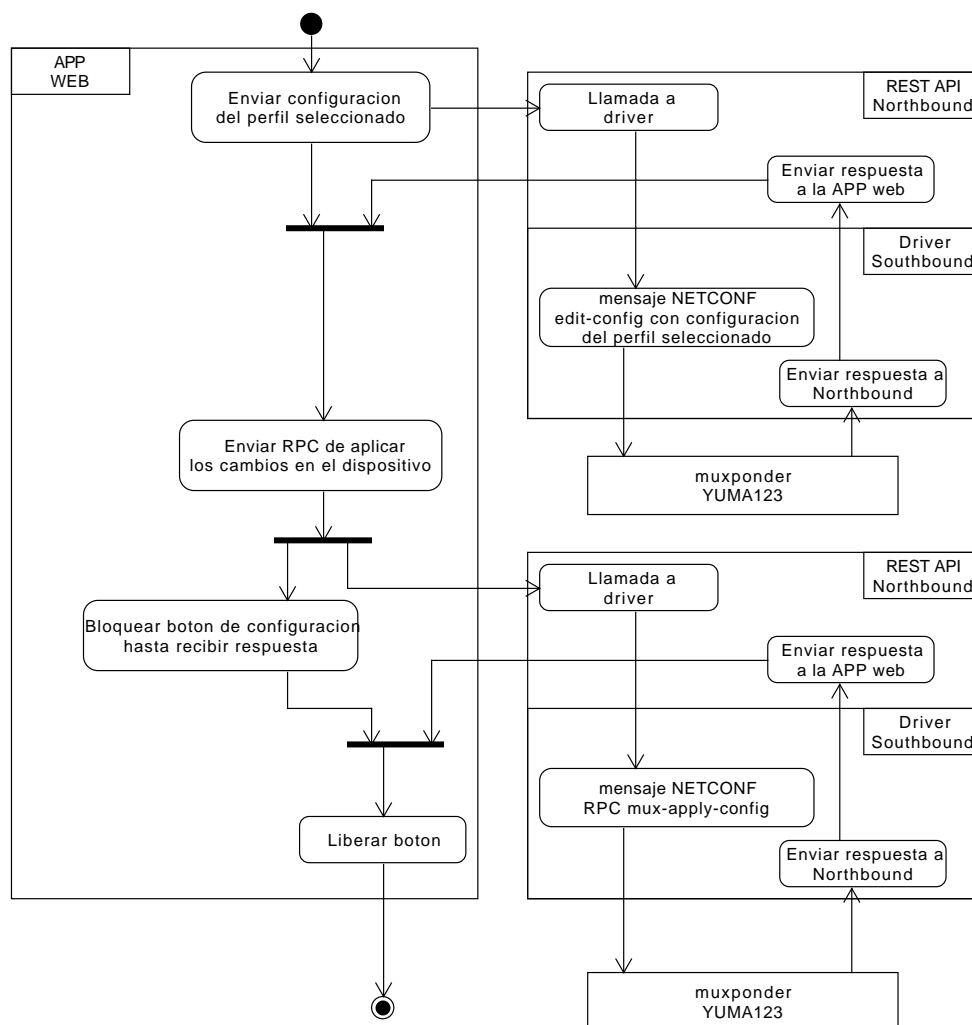 APP
WEB
Enviar configuracion
del perfil seleccionado
Llamada a
driver
REST API
Northbound
Enviar respuesta
a la APP web
Driver
Southbound
mensaje NETCONF
edit-config con configuracion
del perfil seleccionado
Enviar respuesta a
Northbound
Enviar RPC de aplicar
los cambios en el dispositivo
muxponder
YUMA123
REST API
Northbound
Llamada a
driver
Bloquear boton de configuracion
hasta recibir respuesta
Enviar respuesta
a la APP web
Driver
Southbound
mensaje NETCONF
RPC mux-apply-config
Liberar boton
Enviar respuesta a
Northbound
muxponder
YUMA123